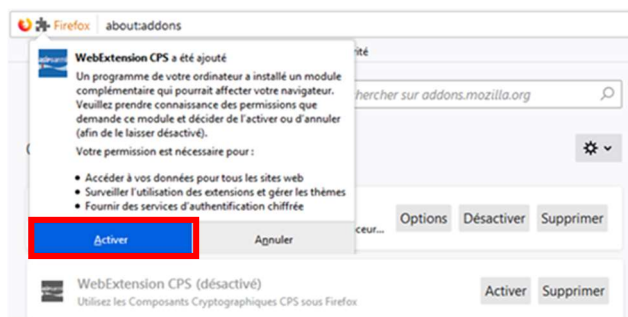 Firefox about:addons
WebExtension CPS a été ajouté
Un programme de votre ordinateur a installé un module
complémentaire qui pourrait affecter votre navigateur.
Veuillez prendre connaissance des permissions que
demande ce module et décider de l'activer ou d'annuler
(afin de le laisser désactivé).
Votre permission est nécessaire pour :
• Accéder à vos données pour tous les sites web
• Surveiller l'utilisation des extensions et gérer les thèmes
• Fournir des services d'authentification chiffrée
Activer Annuler
ité
hercher sur addons.mozilla.org
ceur... Options Désactiver Supprimer
WebExtension CPS (désactivé)
Utilisez les Composants Cryptographiques CPS sous Firefox
Activer Supprimer